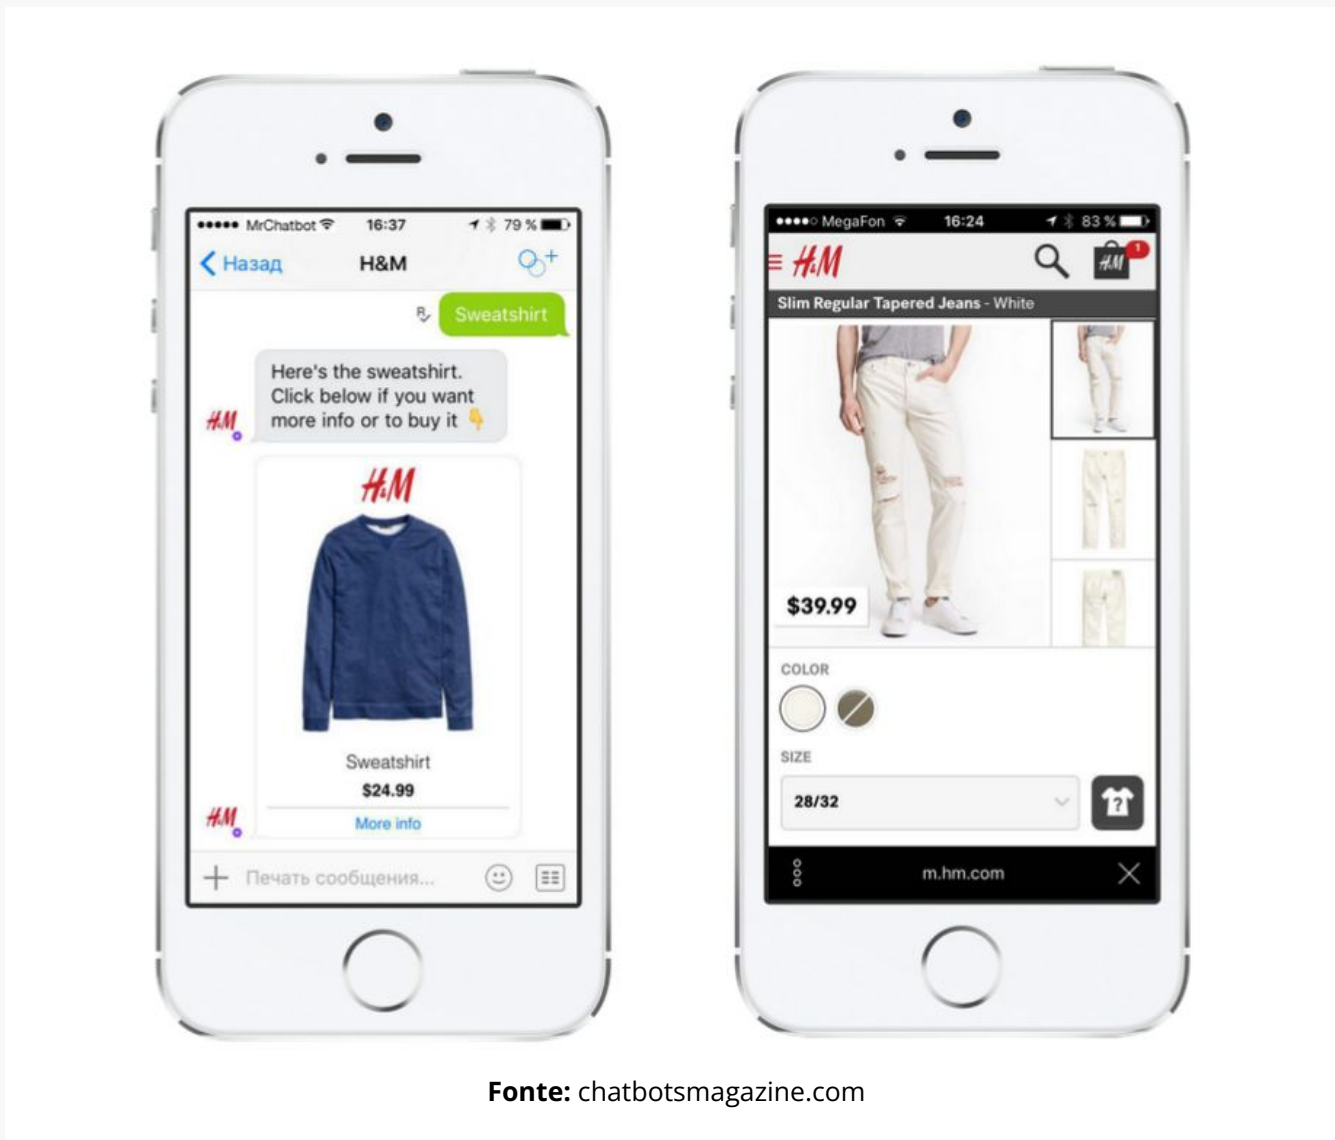 MrChatbot 16:37 79 %
Назад H&M
Sweatshirt
Here's the sweatshirt.
Click below if you want
more info or to buy it
H&M
H&M
Sweatshirt
$24.99
H&M
More info
Печать сообщения...
MegaFon 16:24 83 %
H&M H&M 1
Slim Regular Tapered Jeans - White
$39.99
COLOR
SIZE
28/32
?
m.hm.com
Fonte: chatbotsmagazine.com